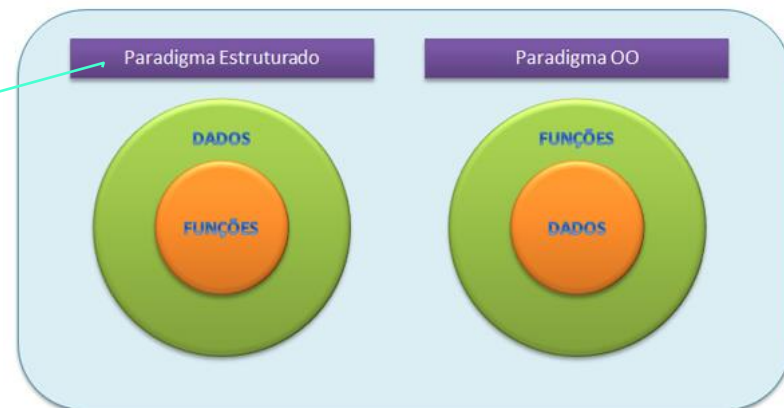 Paradigma Estruturado
Paradigma OO
DADOS
FUNÇÕES
FUNÇÕES
DADOS